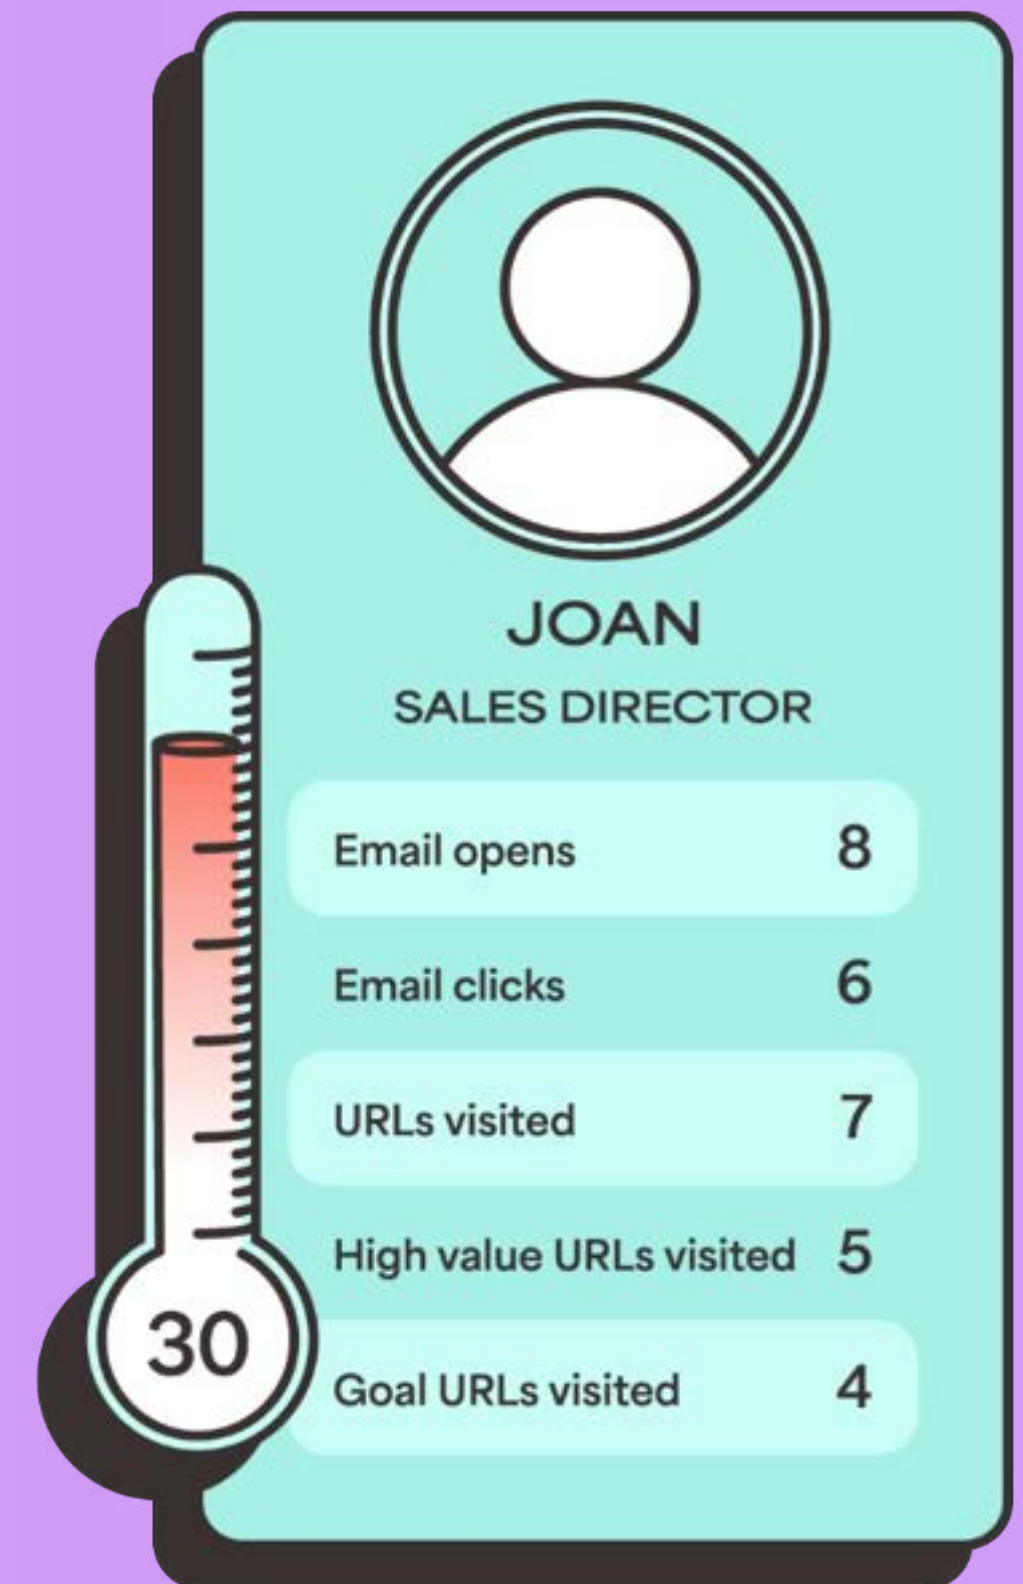 JOAN
SALES DIRECTOR
Email opens 8
Email clicks 6
URLs visited 7
High value URLs visited 5
Goal URLs visited 4
30